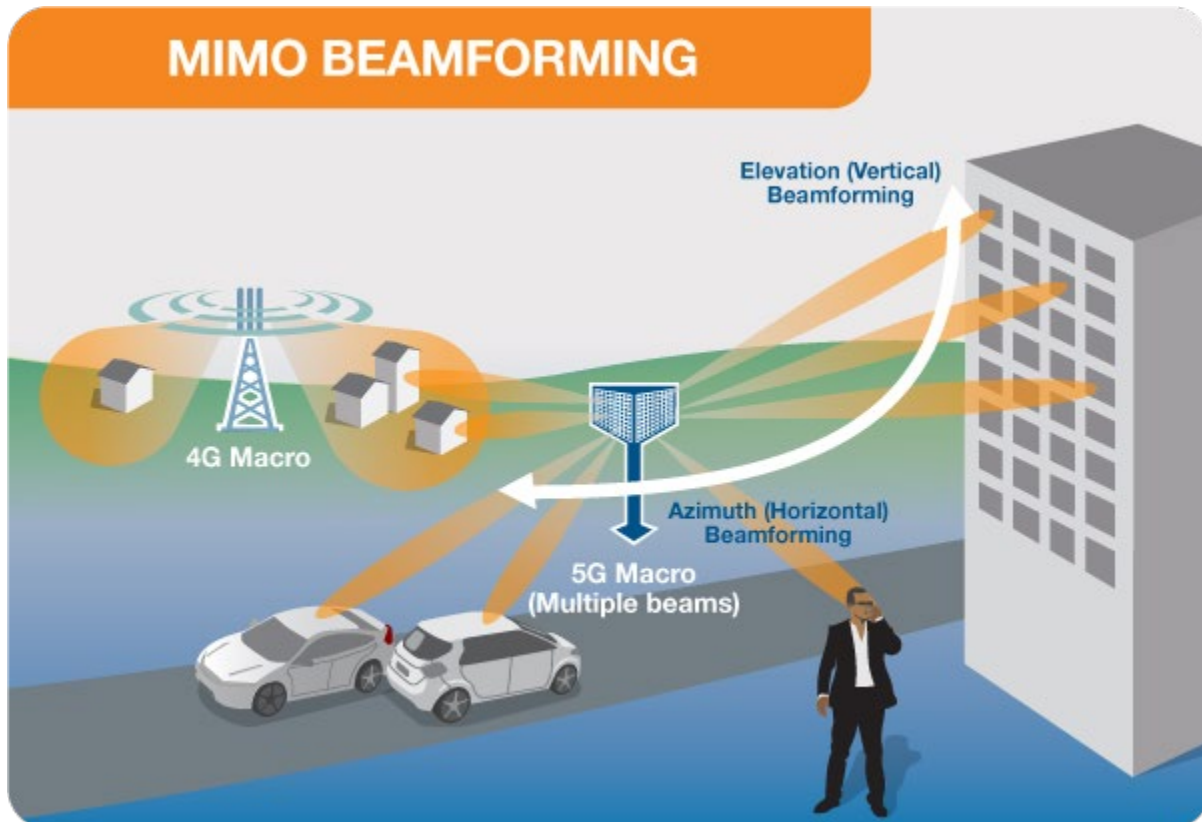 MIMO BEAMFORMING
Elevation (Vertical)
Beamforming
4G Macro
Azimuth (Horizontal)
Beamforming
5G Macro
(Multiple beams)